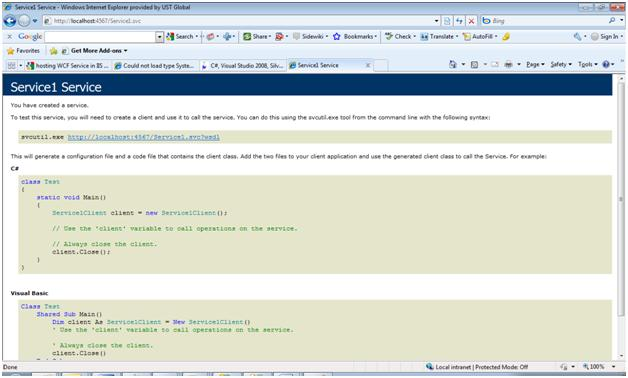 Service1 Service - Windows Internet Explorer provided by UST Global
http://localhost:4567/Service1.svc
Bing
x Google Search Share Sidewiki Bookmarks Check Translate AutoFill Sign In
Favorites Get More Add-ons
hosting WCF Service in IIS ... Could not load type Syste... C#, Visual Studio 2008, Silv... Service1 Service x Page Safety Tools
Service1 Service
You have created a service.
To test this service, you will need to create a client and use it to call the service. You can do this using the svcutil.exe tool from the command line with the following syntax:
svcutil.exe http://localhost:4567/Service1.svc?wsdl
This will generate a configuration file and a code file that contains the client class. Add the two files to your client application and use the generated client class to call the Service. For example:
C#
class Test
{
static void Main()
{
Service1Client client = new Service1Client();
// Use the 'client' variable to call operations on the service.
// Always close the client.
client.Close();
}
}
Visual Basic
Class Test
Shared Sub Main()
Dim client As Service1Client = New Service1Client()
' Use the 'client' variable to call operations on the service.
' Always close the client.
client.Close()
Done Local intranet | Protected Mode: Off 100%